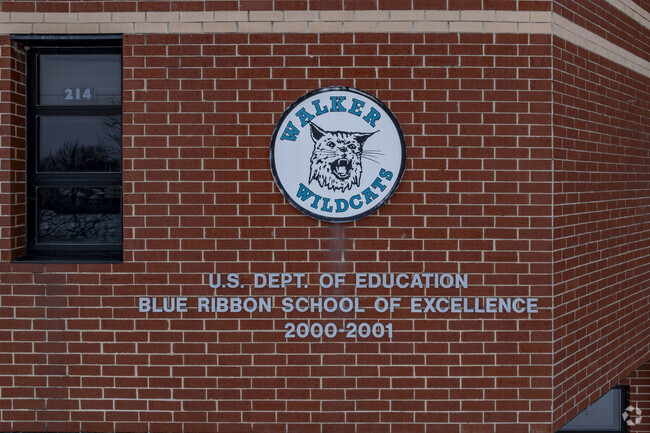 214
WALKER
WILDCATS
U.S. DEPT. OF EDUCATION
BLUE RIBBON SCHOOL OF EXCELLENCE
2000-2001